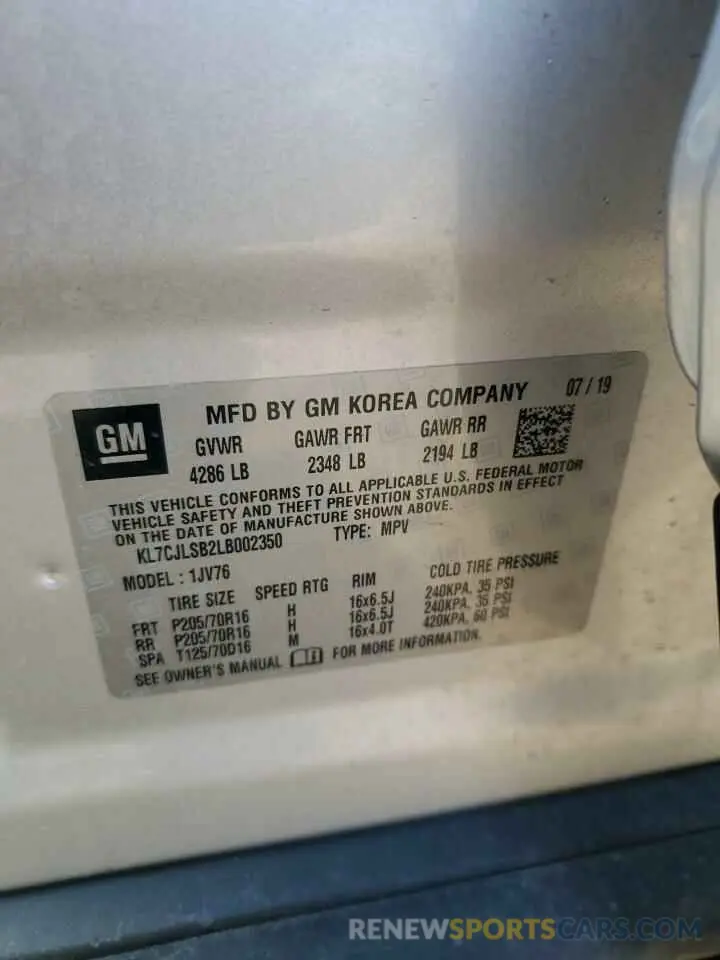 MFD BY GM KOREA COMPANY 07 / 19
GM
GVWR GAWR FRT GAWR RR
4286 LB 2348 LB 2194 LB
THIS VEHICLE CONFORMS TO ALL APPLICABLE U.S. FEDERAL MOTOR
VEHICLE SAFETY AND THEFT PREVENTION STANDARDS IN EFFECT
ON THE DATE OF MANUFACTURE SHOWN ABOVE.
KL7CJLSB2LB002350 TYPE: MPV
MODEL : 1JV76
TIRE SIZE SPEED RTG RIM COLD TIRE PRESSURE
FRT P205/70R16 H 16x6.5J 240KPA, 35 PSI
RR P205/70R16 H 16x6.5J 240KPA, 35 PSI
SPA T125/70D16 M 16x4.0T 420KPA, 60 PSI
SEE OWNER'S MANUAL FOR MORE INFORMATION.
RENEWSPORTSCARS.COM